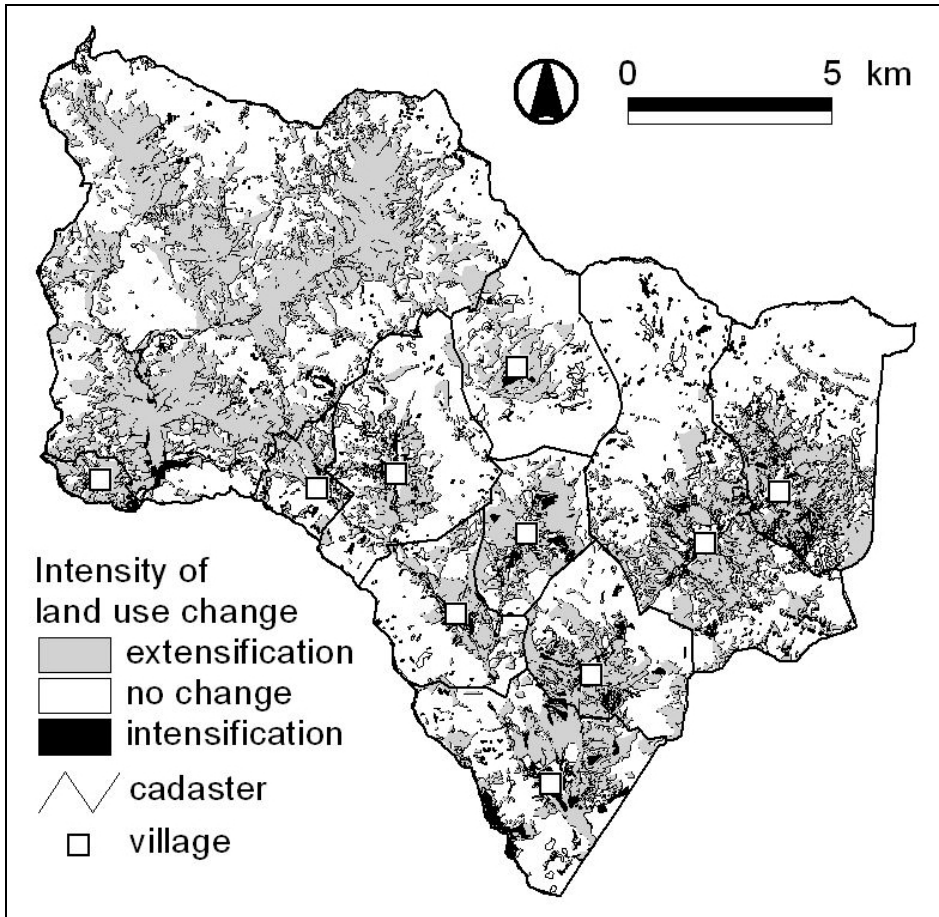 0 5 km
Intensity of
land use change
extensification
no change
intensification
cadaster
village